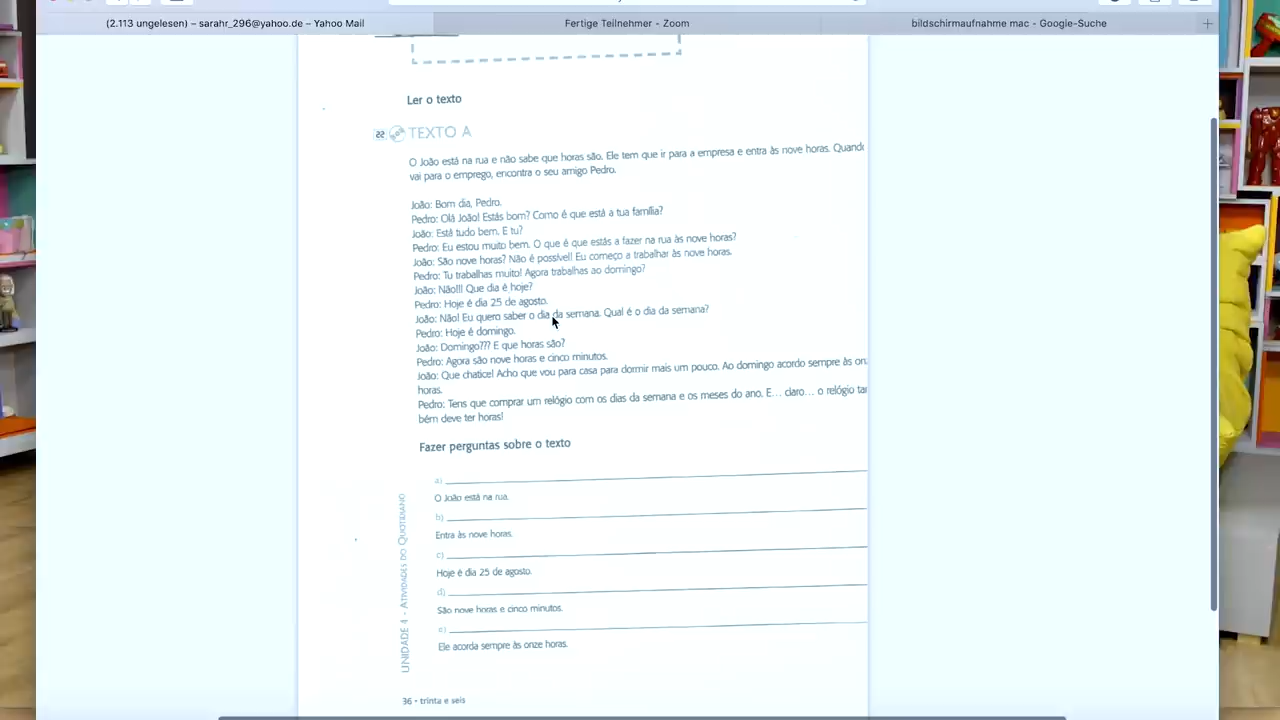 (2.113 ungelesen) – sarahr_296@yahoo.de – Yahoo Mail
Fertige Teilnehmer - Zoom
bildschirmaufnahme mac - Google-Suche
Ler o texto
22 TEXTO A
O João está na rua e não sabe que horas são. Ele tem que ir para a empresa e entra às nove horas. Quando
vai para o emprego, encontra o seu amigo Pedro.
João: Bom dia, Pedro.
Pedro: Olá João! Estás bom? Como é que está a tua família?
João: Está tudo bem. E tu?
Pedro: Eu estou muito bem. O que é que estás a fazer na rua às nove horas?
João: São nove horas? Não é possível! Eu começo a trabalhar às nove horas.
Pedro: Tu trabalhas muito! Agora trabalhas ao domingo?
João: Não!!! Que dia é hoje?
Pedro: Hoje é dia 25 de agosto.
João: Não! Eu quero saber o dia da semana. Qual é o dia da semana?
Pedro: Hoje é domingo.
João: Domingo??? E que horas são?
Pedro: Agora são nove horas e cinco minutos.
João: Que chatice! Acho que vou para casa para dormir mais um pouco. Ao domingo acordo sempre às on
horas.
Pedro: Tens que comprar um relógio com os dias da semana e os meses do ano. E... claro... o relógio ta
bém deve ter horas!
Fazer perguntas sobre o texto
a)
O João está na rua.
b)
Entra às nove horas.
c)
Hoje é dia 25 de agosto.
d)
São nove horas e cinco minutos.
e)
Ele acorda sempre às onze horas.
UNIDADE 4 - ATIVIDADES DO QUOTIDIANO
36 - trinta e seis